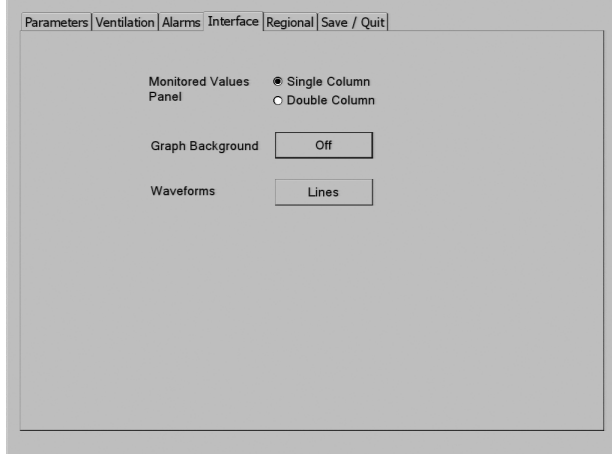 Parameters Ventilation Alarms Interface Regional Save / Quit
Monitored Values Single Column
Panel Double Column
Graph Background Off
Waveforms Lines